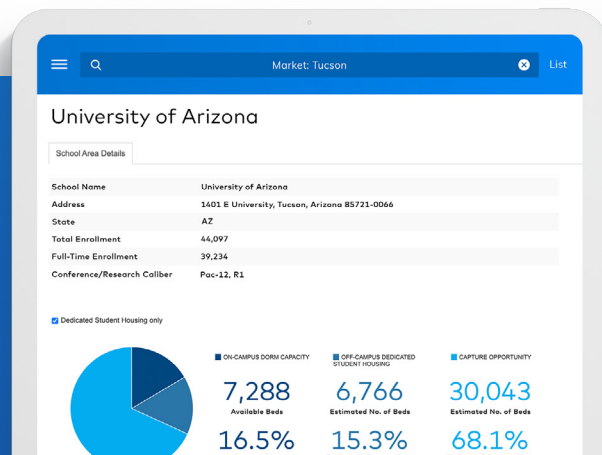 Market: Tucson
List
University of Arizona
School Area Details
School Name University of Arizona
Address 1401 E University, Tucson, Arizona 85721-0066
State AZ
Total Enrollment 44,097
Full-Time Enrollment 39,234
Conference/Research Caliber Pac-12, R1
Dedicated Student Housing only
ON-CAMPUS DORM CAPACITY
7,288
Available Beds
16.5%
OFF-CAMPUS DEDICATED
STUDENT HOUSING
6,766
Estimated No. of Beds
15.3%
CAPTURE OPPORTUNITY
30,043
Estimated No. of Beds
68.1%